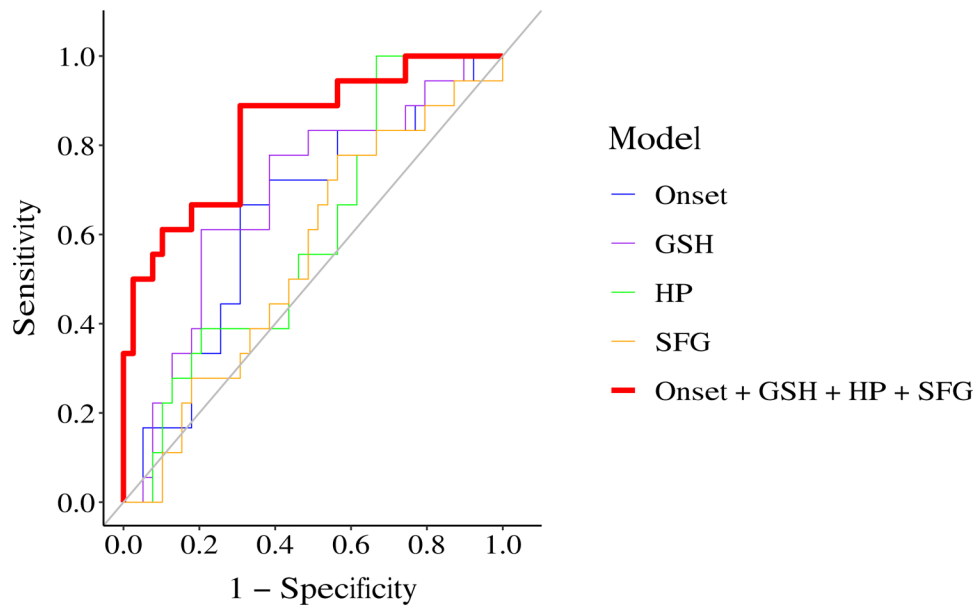 1.0
0.8
0.6
0.4
0.2
0.0
Sensitivity
0.0 0.2 0.4 0.6 0.8 1.0
1 − Specificity
Model
Onset
GSH
HP
SFG
Onset + GSH + HP + SFG